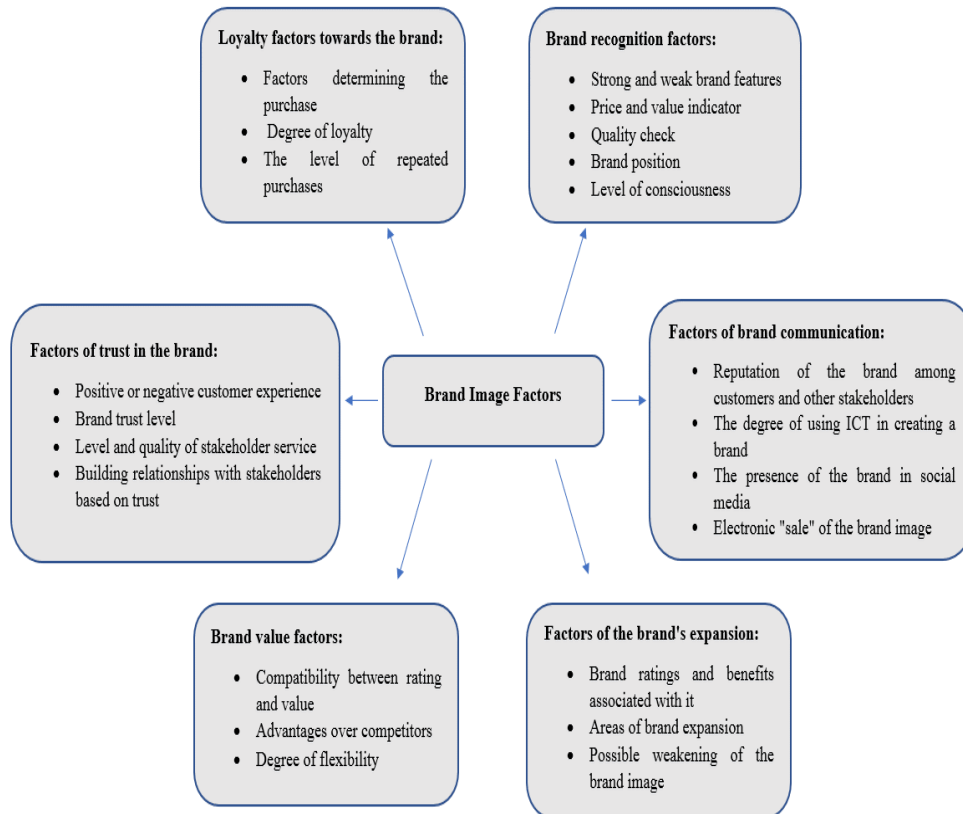 Loyalty factors towards the brand:
• Factors determining the
purchase
• Degree of loyalty
• The level of repeated
purchases
Brand recognition factors:
• Strong and weak brand features
• Price and value indicator
• Quality check
• Brand position
• Level of consciousness
Factors of trust in the brand:
• Positive or negative customer experience
• Brand trust level
• Level and quality of stakeholder service
• Building relationships with stakeholders
based on trust
Brand Image Factors
Factors of brand communication:
• Reputation of the brand among
customers and other stakeholders
• The degree of using ICT in creating a
brand
• The presence of the brand in social
media
• Electronic "sale" of the brand image
Brand value factors:
• Compatibility between rating
and value
• Advantages over competitors
• Degree of flexibility
Factors of the brand's expansion:
• Brand ratings and benefits
associated with it
• Areas of brand expansion
• Possible weakening of the
brand image